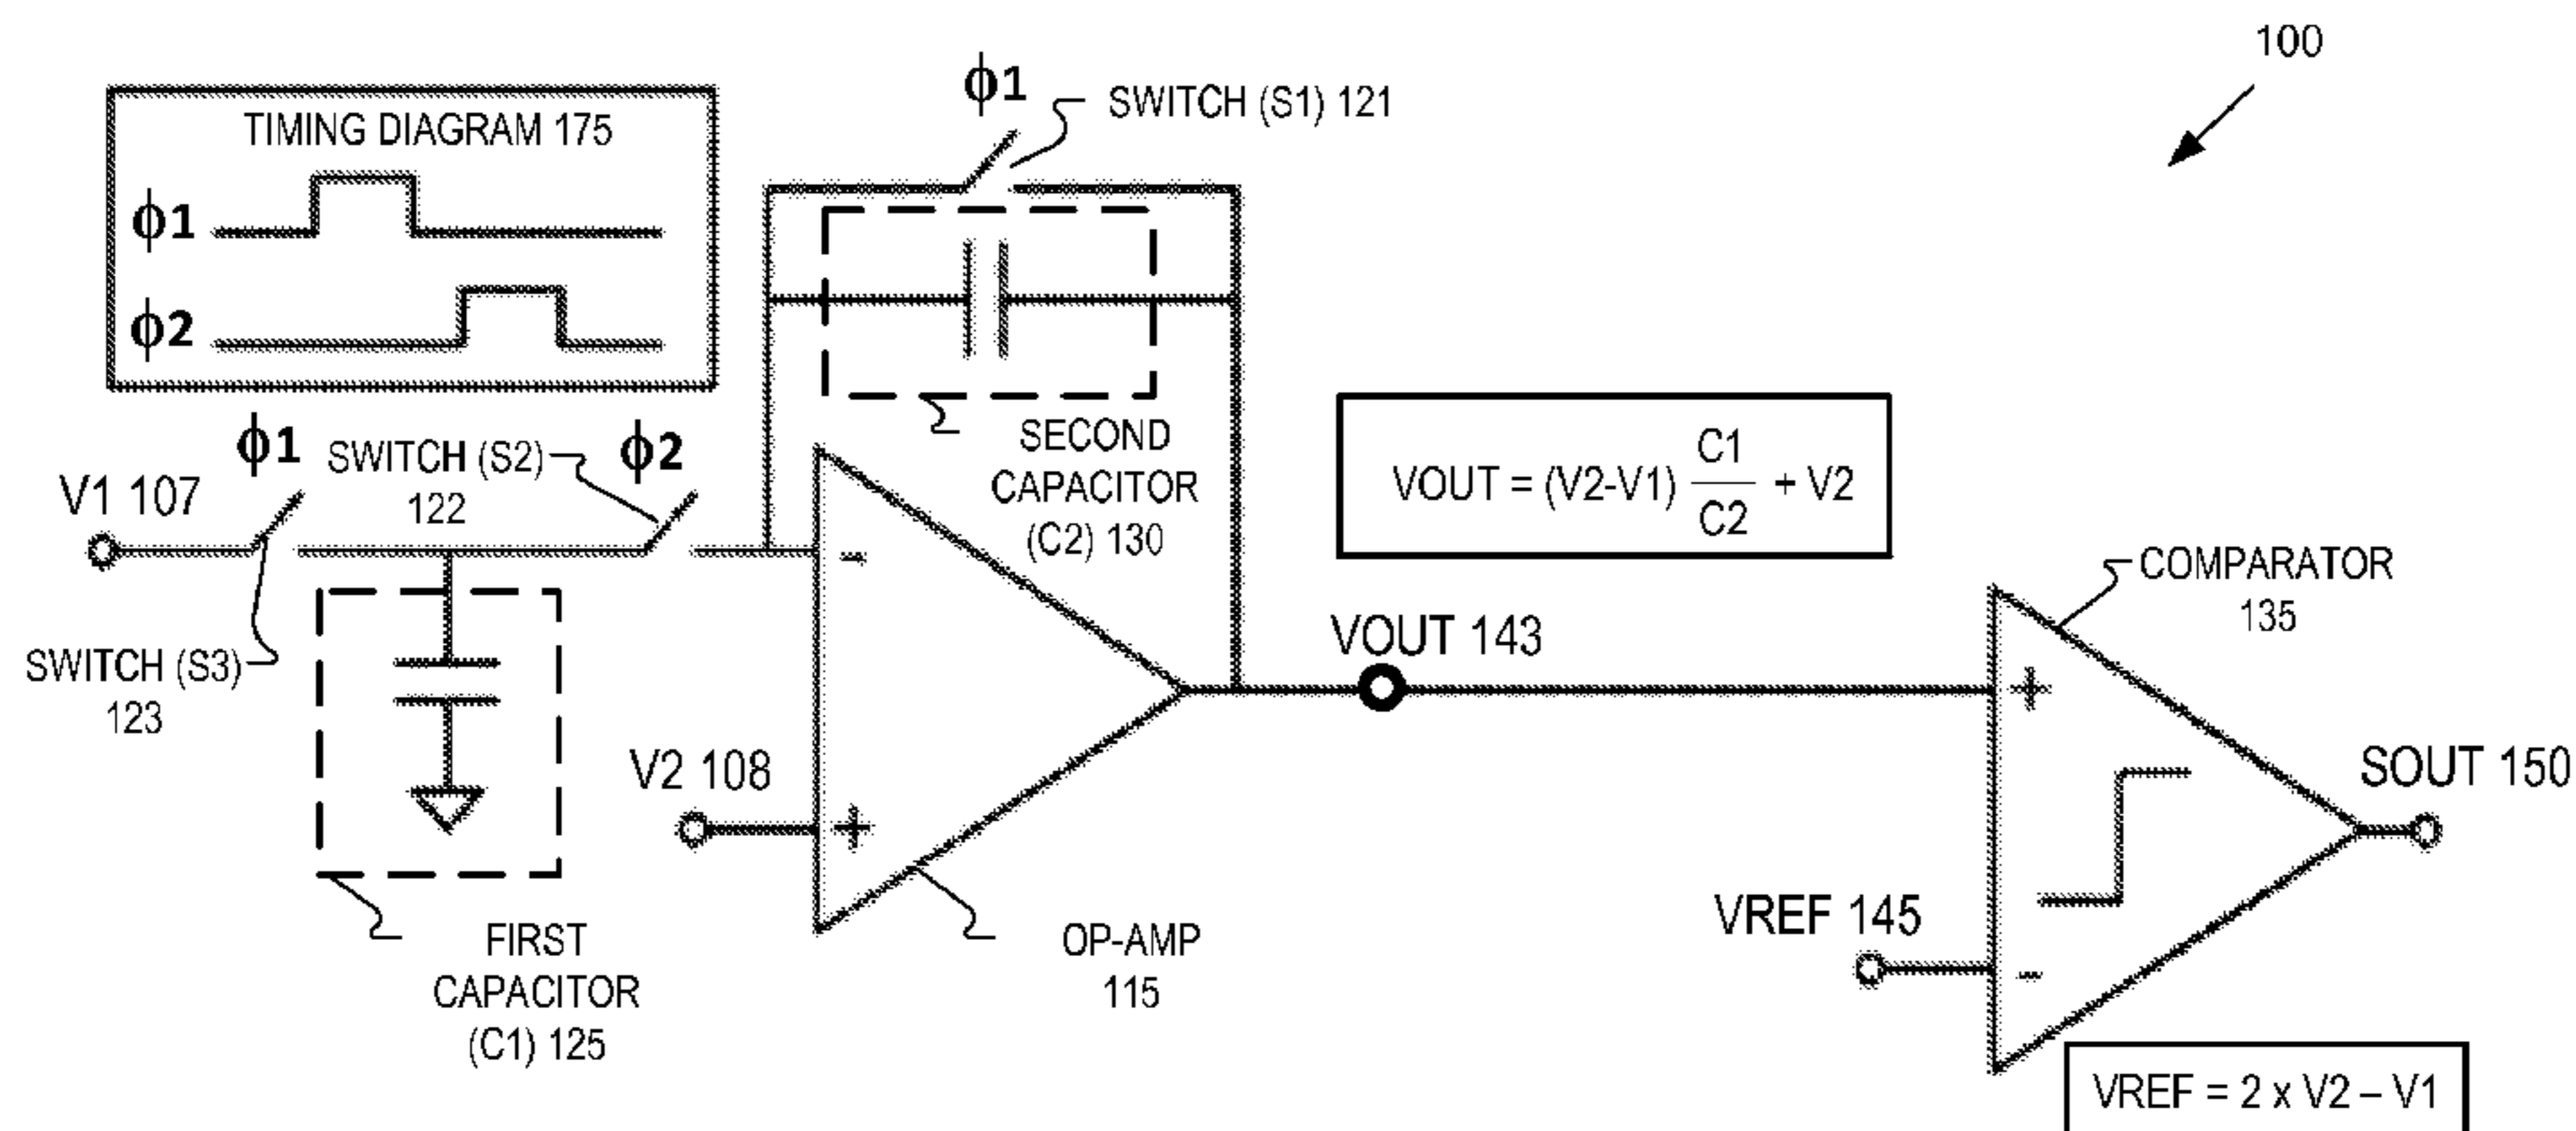 100
TIMING DIAGRAM 175
ϕ1
ϕ2
ϕ1
SWITCH (S1) 121
V1 107
ϕ1
SWITCH (S2)
122
ϕ2
SWITCH (S3)
123
FIRST
CAPACITOR
(C1) 125
SECOND
CAPACITOR
(C2) 130
-
+
V2 108
OP-AMP
115
VOUT = (V2-V1) C1/C2 + V2
VOUT 143
COMPARATOR
135
+
-
VREF 145
SOUT 150
VREF = 2 x V2 – V1